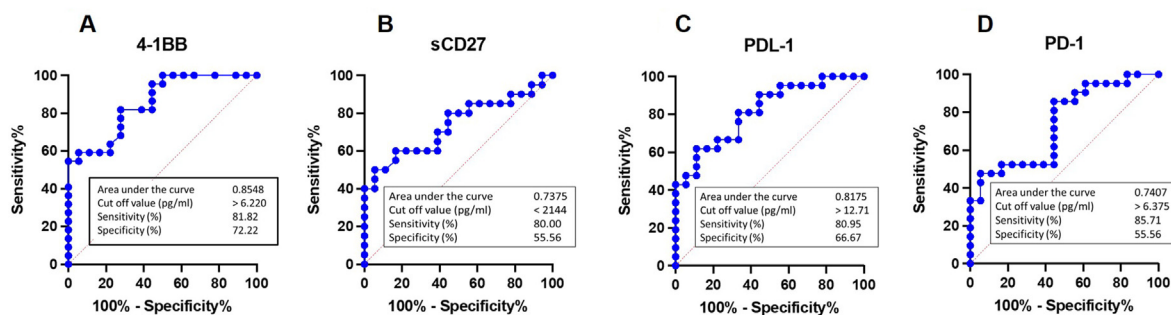 A
4-1BB
Sensitivity%
100
80
60
40
20
0
Area under the curve 0.8548
Cut off value (pg/ml) > 6.220
Sensitivity (%) 81.82
Specificity (%) 72.22
0 20 40 60 80 100
100% - Specificity%
B
sCD27
Sensitivity%
100
80
60
40
20
0
Area under the curve 0.7375
Cut off value (pg/ml) < 2144
Sensitivity (%) 80.00
Specificity (%) 55.56
0 20 40 60 80 100
100% - Specificity%
C
PDL-1
Sensitivity%
100
80
60
40
20
0
Area under the curve 0.8175
Cut off value (pg/ml) > 12.71
Sensitivity (%) 80.95
Specificity (%) 66.67
0 20 40 60 80 100
100% - Specificity%
D
PD-1
Sensitivity%
100
80
60
40
20
0
Area under the curve 0.7407
Cut off value (pg/ml) > 6.375
Sensitivity (%) 85.71
Specificity (%) 55.56
0 20 40 60 80 100
100% - Specificity%